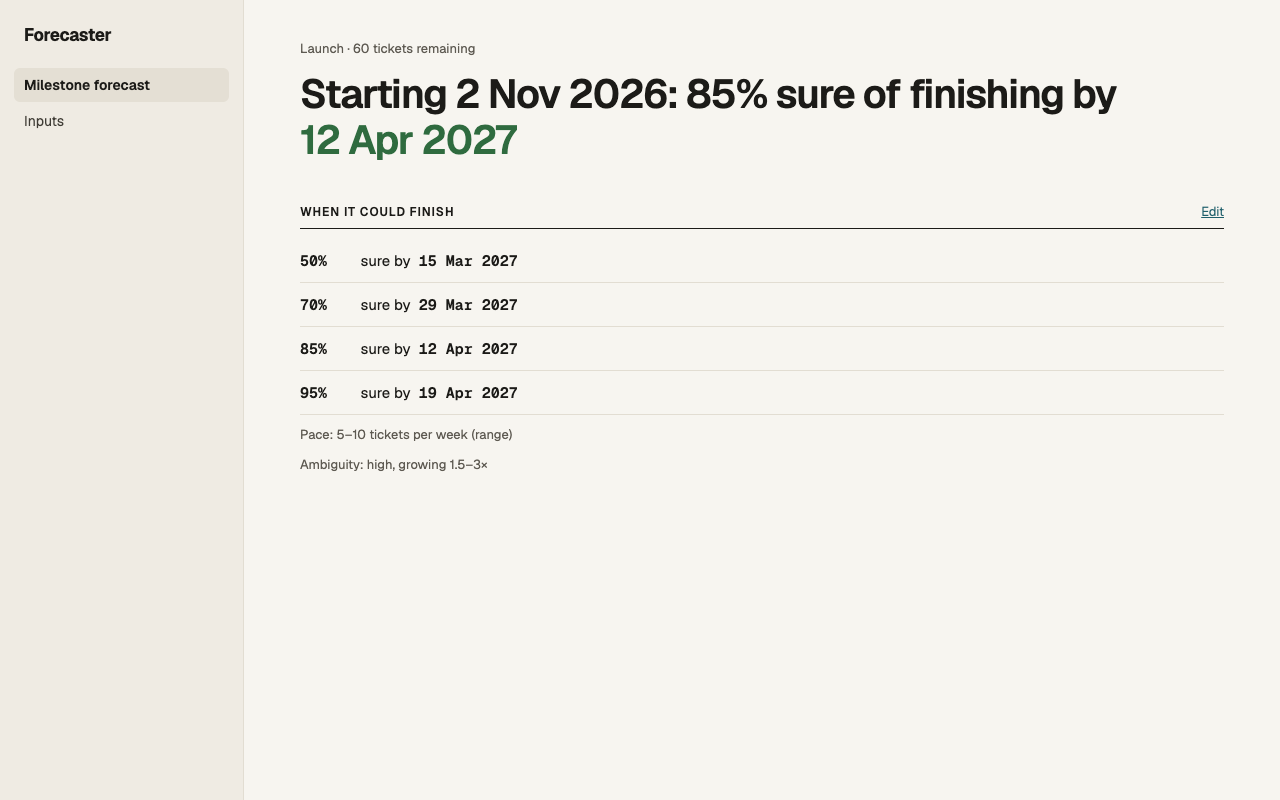 Forecaster
Milestone forecast
Inputs
Launch · 60 tickets remaining
Starting 2 Nov 2026: 85% sure of finishing by
12 Apr 2027
WHEN IT COULD FINISH
Edit
50% sure by 15 Mar 2027
70% sure by 29 Mar 2027
85% sure by 12 Apr 2027
95% sure by 19 Apr 2027
Pace: 5–10 tickets per week (range)
Ambiguity: high, growing 1.5–3×